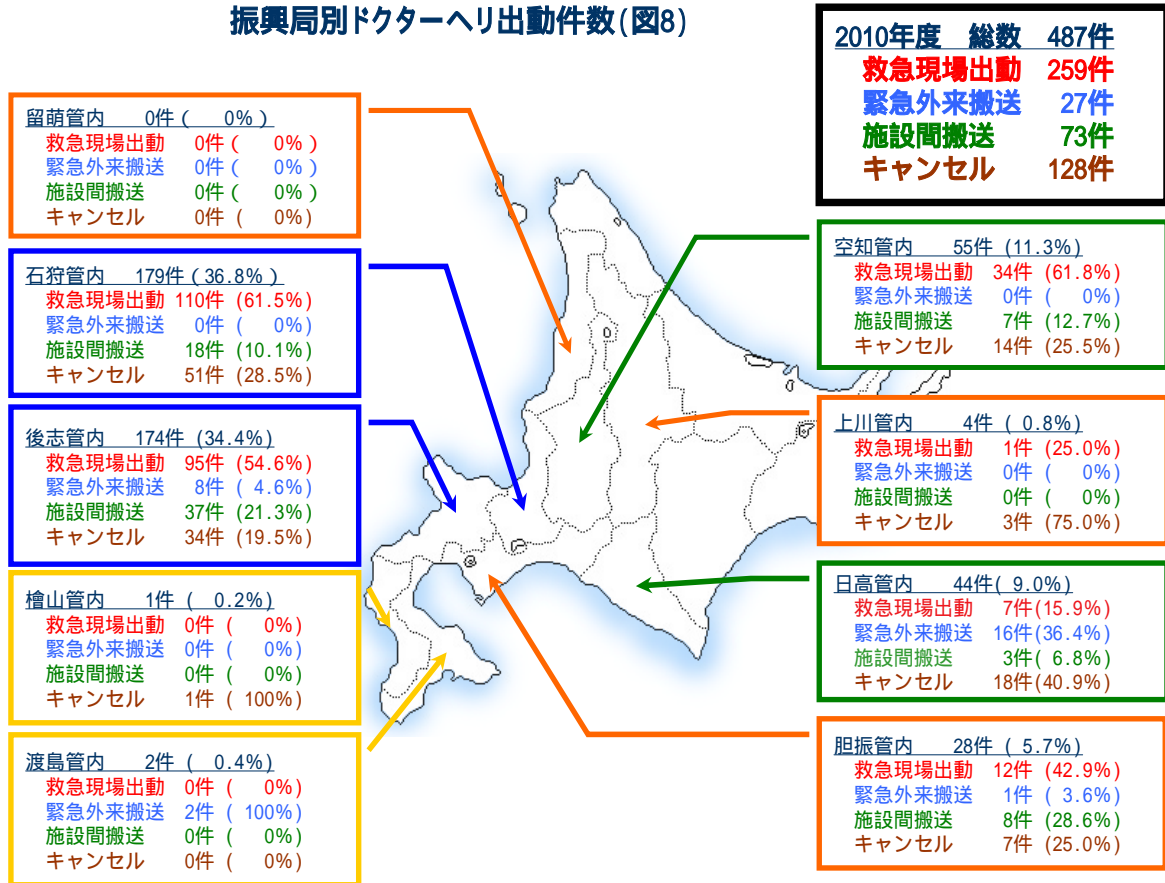 振興局別ドクターヘリ出動件数(図8)
2010年度 総数 487件
救急現場出動 259件
緊急外来搬送 27件
施設間搬送 73件
キャンセル 128件
留萌管内 0件 ( 0% )
救急現場出動 0件 ( 0% )
緊急外来搬送 0件 ( 0% )
施設間搬送 0件 ( 0% )
キャンセル 0件 ( 0%)
石狩管内 179件 ( 36.8% )
救急現場出動 110件 (61.5%)
緊急外来搬送 0件 ( 0%)
施設間搬送 18件 (10.1%)
キャンセル 51件 (28.5%)
後志管内 174件 (34.4%)
救急現場出動 95件 (54.6%)
緊急外来搬送 8件 ( 4.6%)
施設間搬送 37件 (21.3%)
キャンセル 34件 (19.5%)
檜山管内 1件 ( 0.2%)
救急現場出動 0件 ( 0%)
緊急外来搬送 0件 ( 0%)
施設間搬送 0件 ( 0%)
キャンセル 1件 ( 100%)
渡島管内 2件 ( 0.4%)
救急現場出動 0件 ( 0%)
緊急外来搬送 2件 ( 100%)
施設間搬送 0件 ( 0%)
キャンセル 0件 ( 0%)
空知管内 55件 (11.3%)
救急現場出動 34件 (61.8%)
緊急外来搬送 0件 ( 0%)
施設間搬送 7件 (12.7%)
キャンセル 14件 (25.5%)
上川管内 4件 ( 0.8%)
救急現場出動 1件 (25.0%)
緊急外来搬送 0件 ( 0%)
施設間搬送 0件 ( 0%)
キャンセル 3件 (75.0%)
日高管内 44件( 9.0%)
救急現場出動 7件(15.9%)
緊急外来搬送 16件(36.4%)
施設間搬送 3件( 6.8%)
キャンセル 18件(40.9%)
胆振管内 28件 ( 5.7%)
救急現場出動 12件 (42.9%)
緊急外来搬送 1件 ( 3.6%)
施設間搬送 8件 (28.6%)
キャンセル 7件 (25.0%)